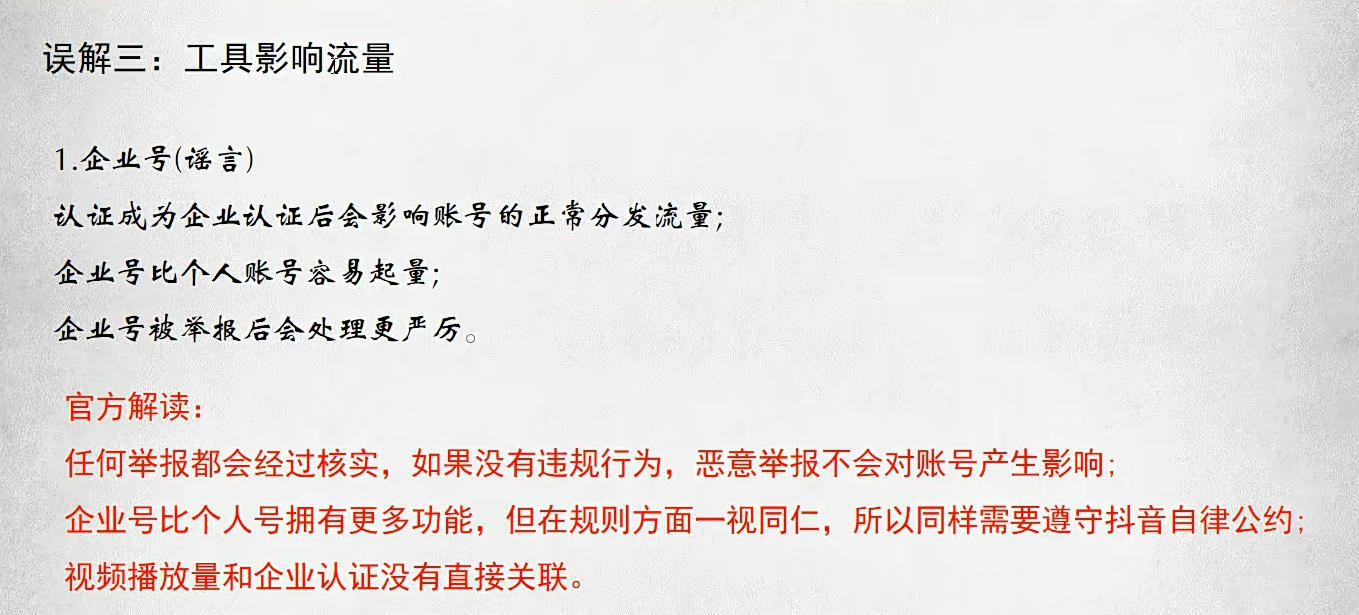 误解三：工具影响流量
1.企业号(谣言)
认证成为企业认证后会影响账号的正常分发流量;
企业号比个人账号容易起量;
企业号被举报后会处理更严厉。
官方解读：
任何举报都会经过核实，如果没有违规行为，恶意举报不会对账号产生影响;
企业号比个人号拥有更多功能，但在规则方面一视同仁，所以同样需要遵守抖音自律公约;
视频播放量和企业认证没有直接关联。